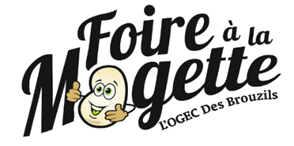 Foire à la
Mogette
L'OGEC Des Brouzils